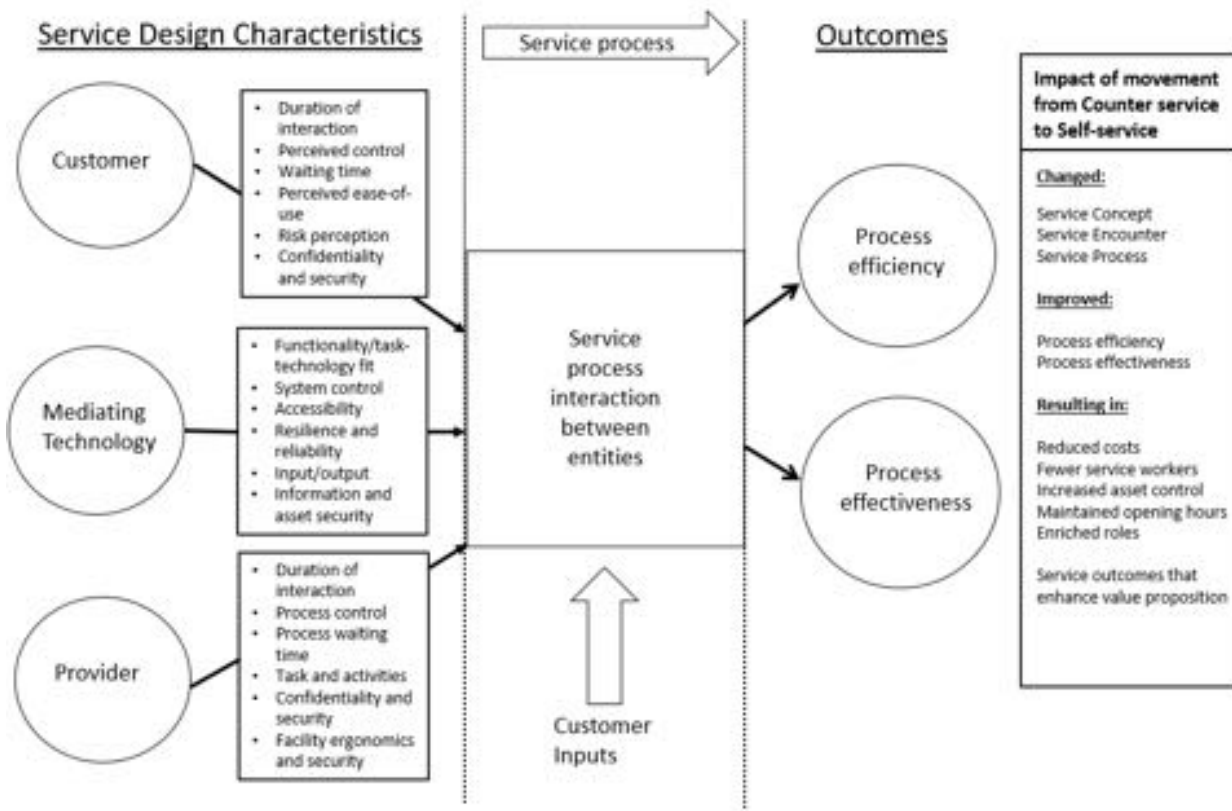 Service Design Characteristics
Service process
Outcomes
Customer
• Duration of
interaction
• Perceived control
• Waiting time
• Perceived ease-of-
use
• Risk perception
• Confidentiality
and security
Mediating
Technology
• Functionality/task-
technology fit
• System control
• Accessibility
• Resilience and
reliability
• Input/output
• Information and
asset security
Provider
• Duration of
interaction
• Process control
• Process waiting
time
• Task and activities
• Confidentiality and
security
• Facility ergonomics
and security
Service
process
interaction
between
entities
Customer
Inputs
Process
efficiency
Process
effectiveness
Impact of movement
from Counter service
to Self-service
Changed:
Service Concept
Service Encounter
Service Process
Improved:
Process efficiency
Process effectiveness
Resulting in:
Reduced costs
Fewer service workers
Increased asset control
Maintained opening hours
Enriched roles
Service outcomes that
enhance value proposition